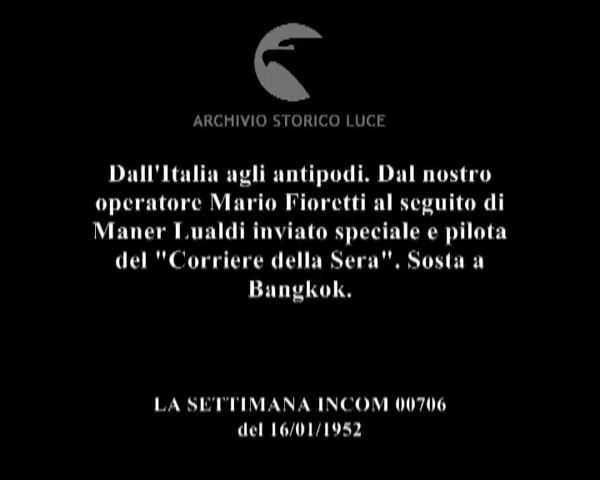 ARCHIVIO STORICO LUCE
Dall'Italia agli antipodi. Dal nostro
operatore Mario Fioretti al seguito di
Maner Lualdi inviato speciale e pilota
del "Corriere della Sera". Sosta a
Bangkok.
LA SETTIMANA INCOM 00706
del 16/01/1952